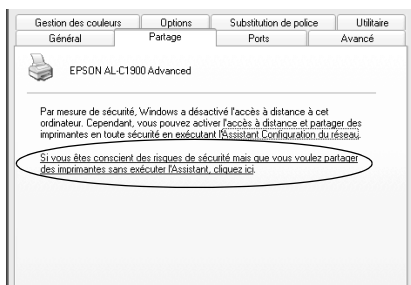 Gestion des couleurs Options Substitution de police Utilitaire
Général Partage Ports Avancé
EPSON AL-C1900 Advanced
Par mesure de sécurité, Windows a désactivé l'accès à distance à cet
ordinateur. Cependant, vous pouvez activer l'accès à distance et partager des
imprimantes en toute sécurité en exécutant l'Assistant Configuration du réseau.
Si vous êtes conscient des risques de sécurité mais que vous voulez partager
des imprimantes sans exécuter l'Assistant, cliquez ici.